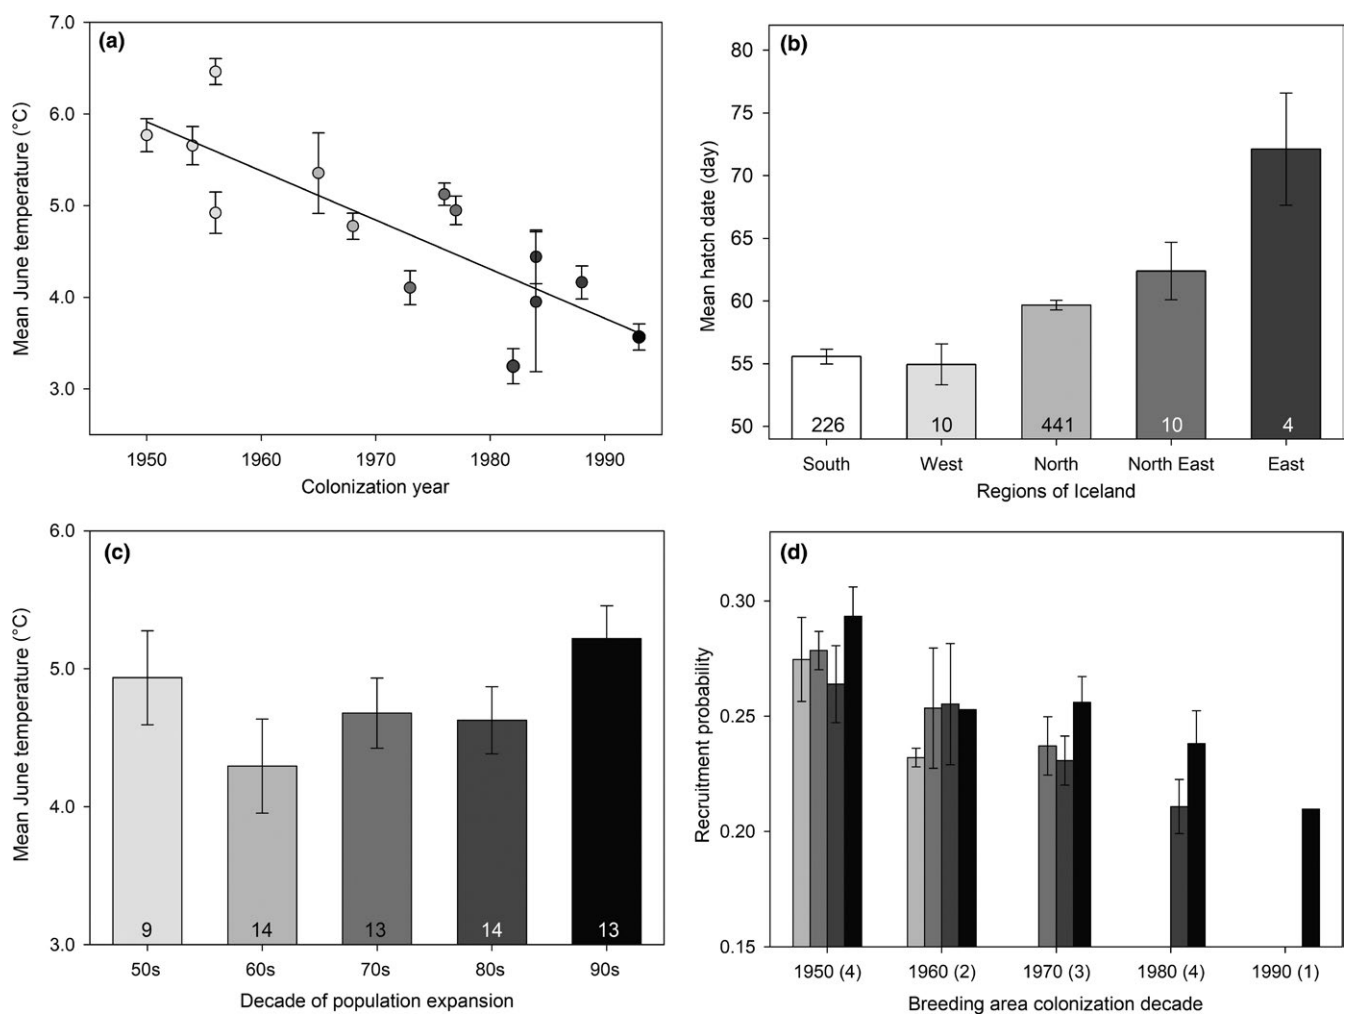 (a)
Mean June temperature (°C)
7.0
6.0
5.0
4.0
3.0
1950 1960 1970 1980 1990
Colonization year
(b)
Mean hatch date (day)
80
75
70
65
60
55
50
226 10 441 10 4
South West North North East East
Regions of Iceland
(c)
Mean June temperature (°C)
6.0
5.0
4.0
3.0
9 14 13 14 13
50s 60s 70s 80s 90s
Decade of population expansion
(d)
Recruitment probability
0.30
0.25
0.20
0.15
1950 (4) 1960 (2) 1970 (3) 1980 (4) 1990 (1)
Breeding area colonization decade